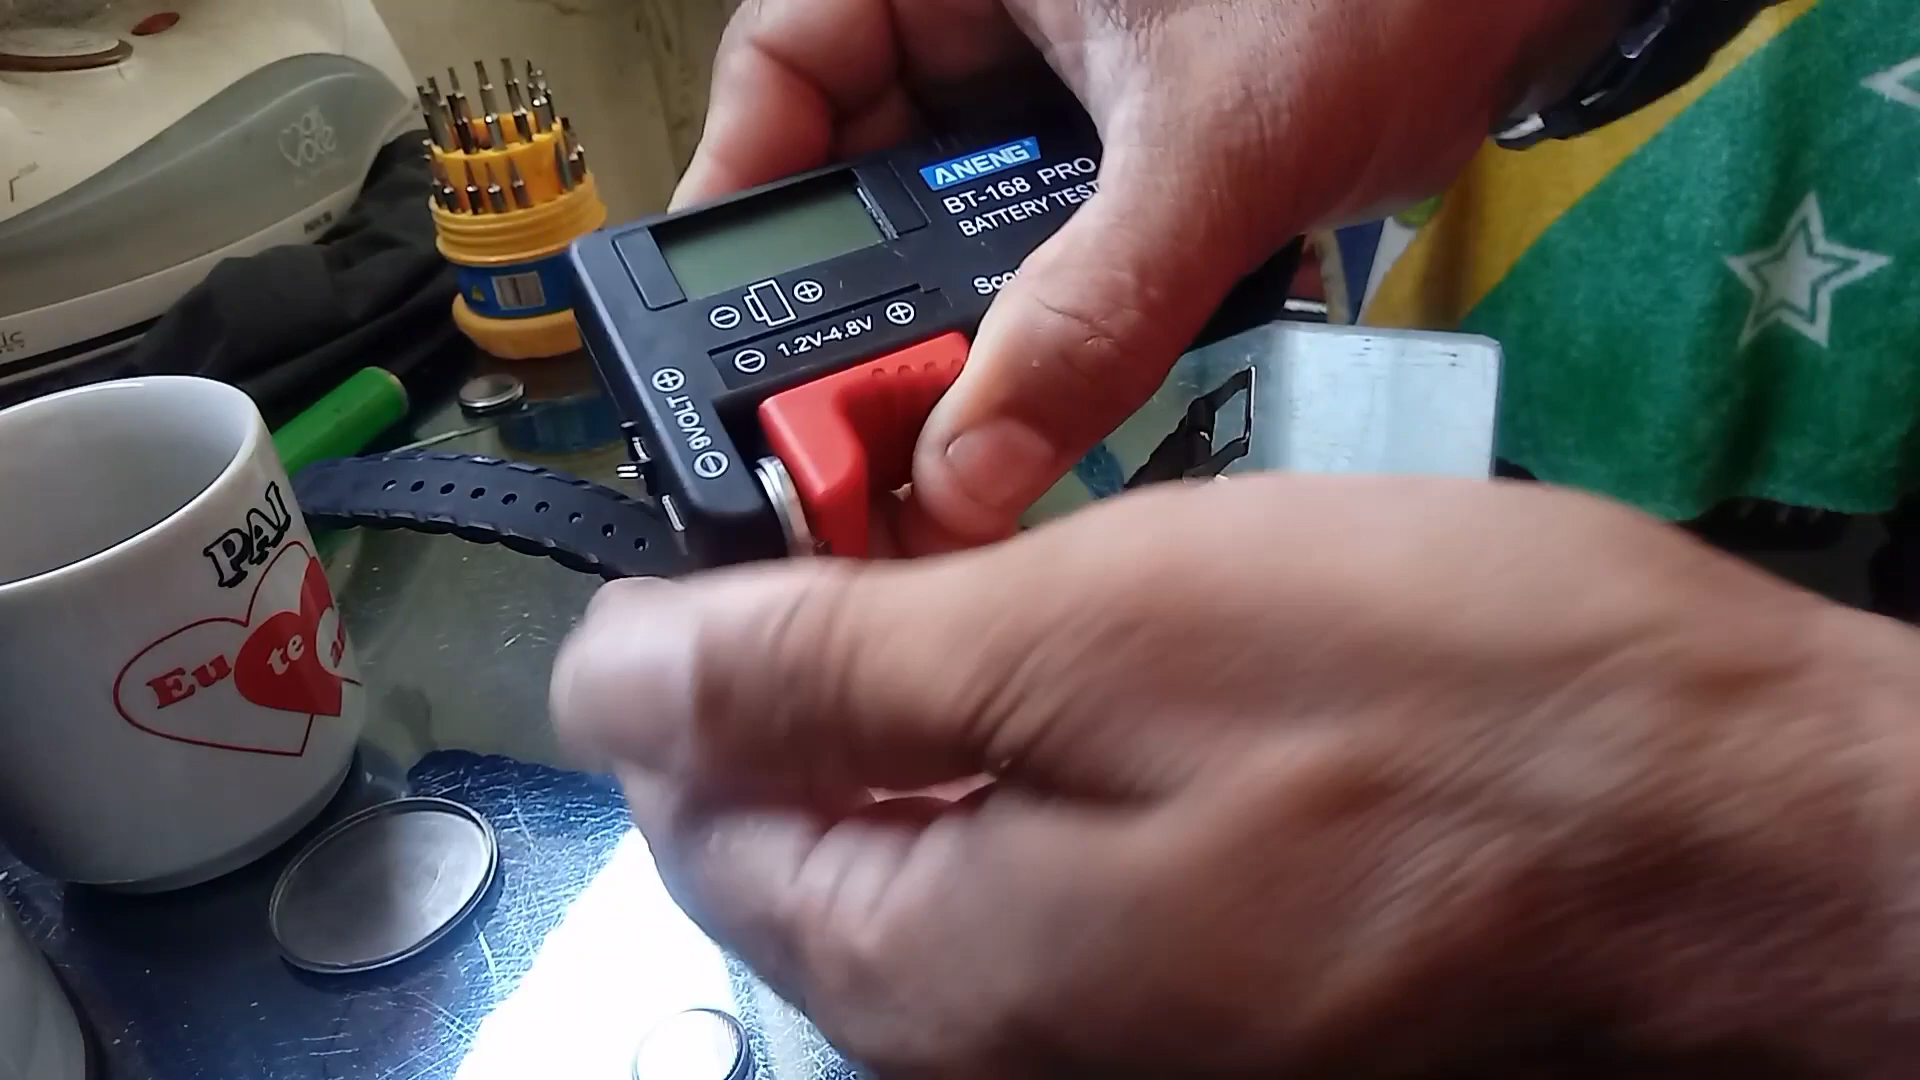 ANENG
BT-168 PRO
BATTERY TEST
1.2V-4.8V
9VOLT
PAI
Eu te